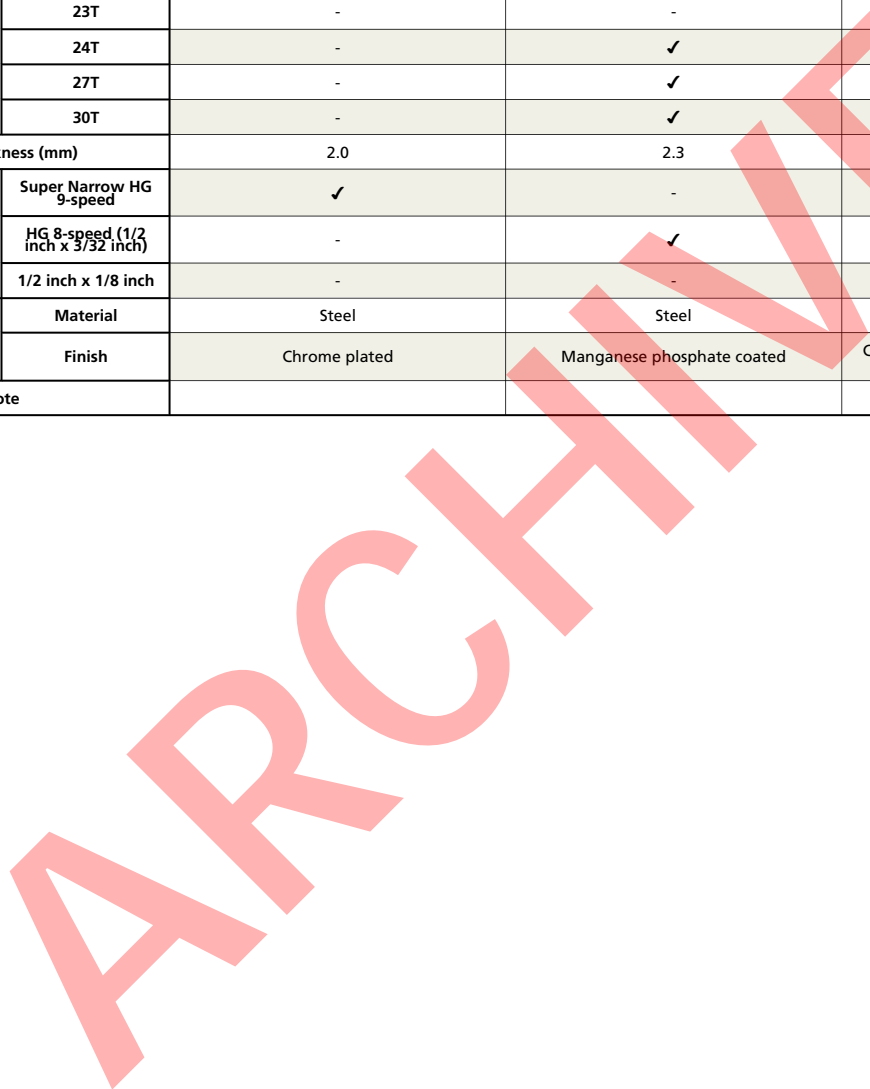 23T - -
24T - ✓
27T - ✓
30T - ✓
ness (mm) 2.0 2.3
Super Narrow HG
9-speed ✓ -
HG 8-speed (1/2
inch x 3/32 inch) - ✓
1/2 inch x 1/8 inch - -
Material Steel Steel
Finish Chrome plated Manganese phosphate coated C
ote
ARCHIVE